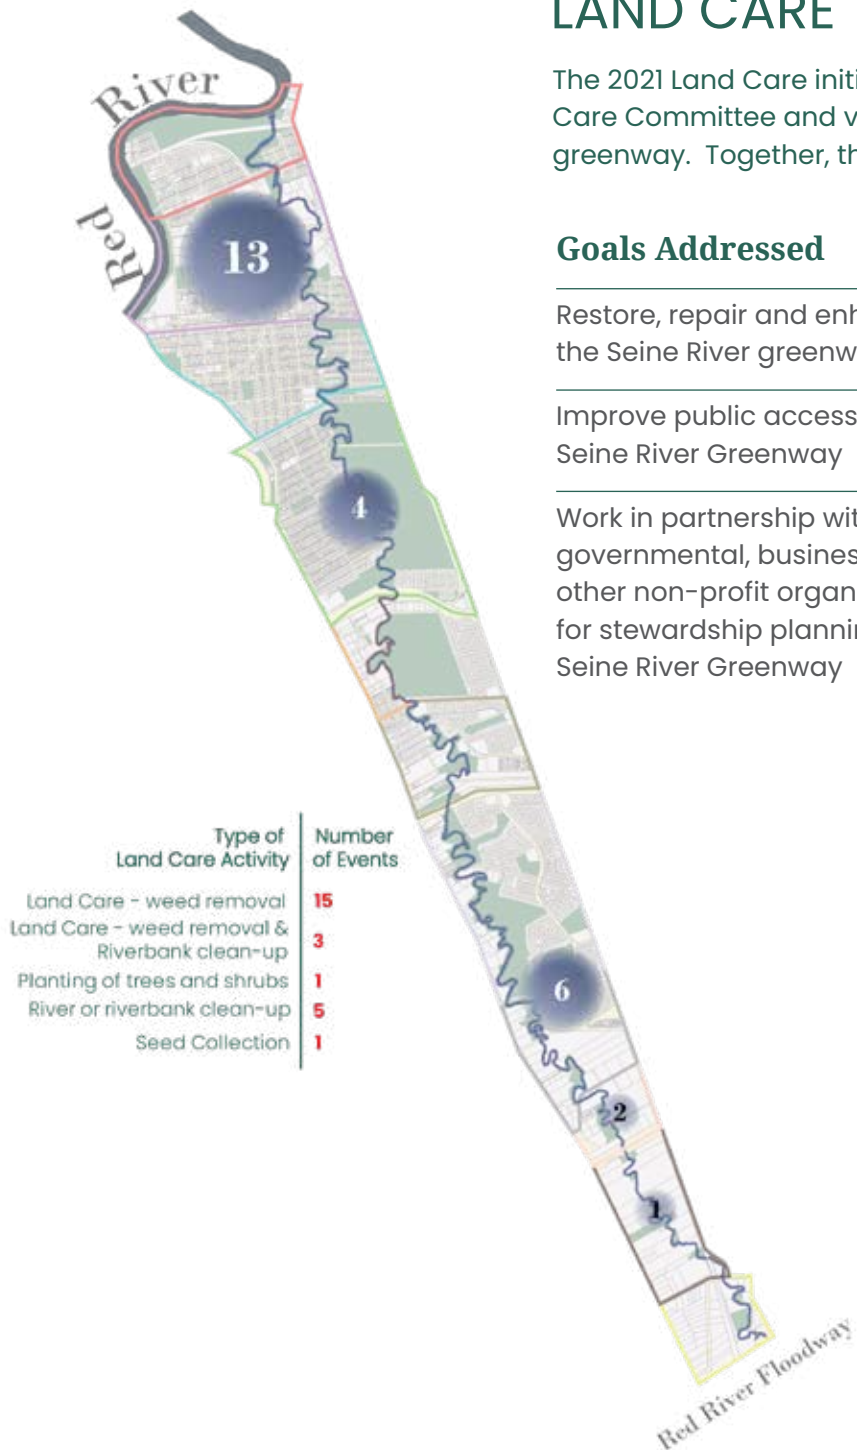 LAND CARE
The 2021 Land Care initi
Care Committee and v
greenway. Together, th
Goals Addressed
Restore, repair and enh
the Seine River greenw
Improve public access
Seine River Greenway
Work in partnership wit
governmental, busines
other non-profit organ
for stewardship plannin
Seine River Greenway
Red River
13
4
6
2
1
Red River Floodway
Type of Land Care Activity
Number of Events
Land Care - weed removal 15
Land Care - weed removal &
Riverbank clean-up 3
Planting of trees and shrubs 1
River or riverbank clean-up 5
Seed Collection 1